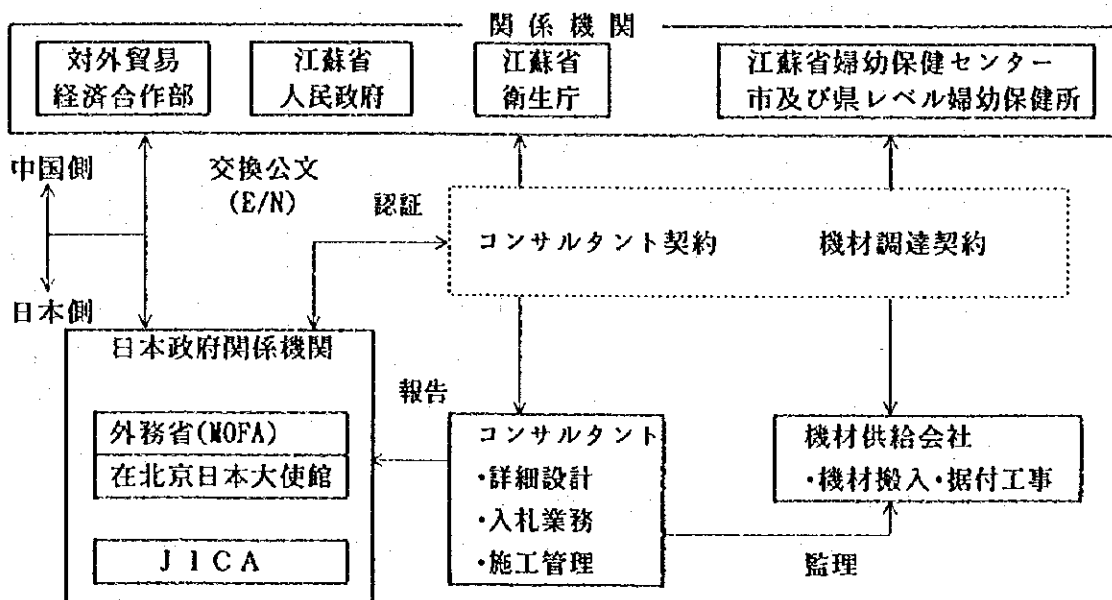 関係機関
対外貿易
経済合作部
江蘇省
人民政府
江蘇省
衛生庁
江蘇省婦幼保健センター
市及び県レベル婦幼保健所
中国側
日本側
交換公文
(E/N)
認証
コンサルタント契約
機材調達契約
日本政府関係機関
外務省(MOFA)
在北京日本大使館
JICA
報告
コンサルタント
・詳細設計
・入札業務
・施工管理
機材供給会社
・機材搬入・据付工事
監理